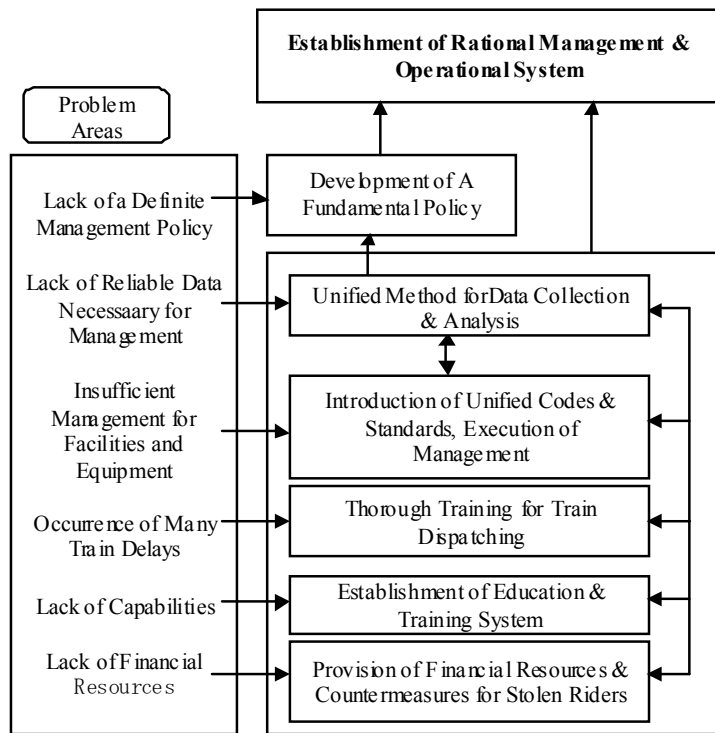 Establishment of Rational Management &
Operational System
Problem
Areas
Lack of a Definite
Management Policy
Development of A
Fundamental Policy
Lack of Reliable Data
Necessaary for
Management
Unified Method forData Collection
& Analysis
Insufficient
Management for
Facilities and
Equipment
Introduction of Unified Codes &
Standards, Execution of
Management
Occurrence of Many
Train Delays
Thorough Training for Train
Dispatching
Lack of Capabilities
Establishment of Education &
Training System
Lack of Financial
Resources
Provision of Financial Resources &
Countermeasures for Stolen Riders